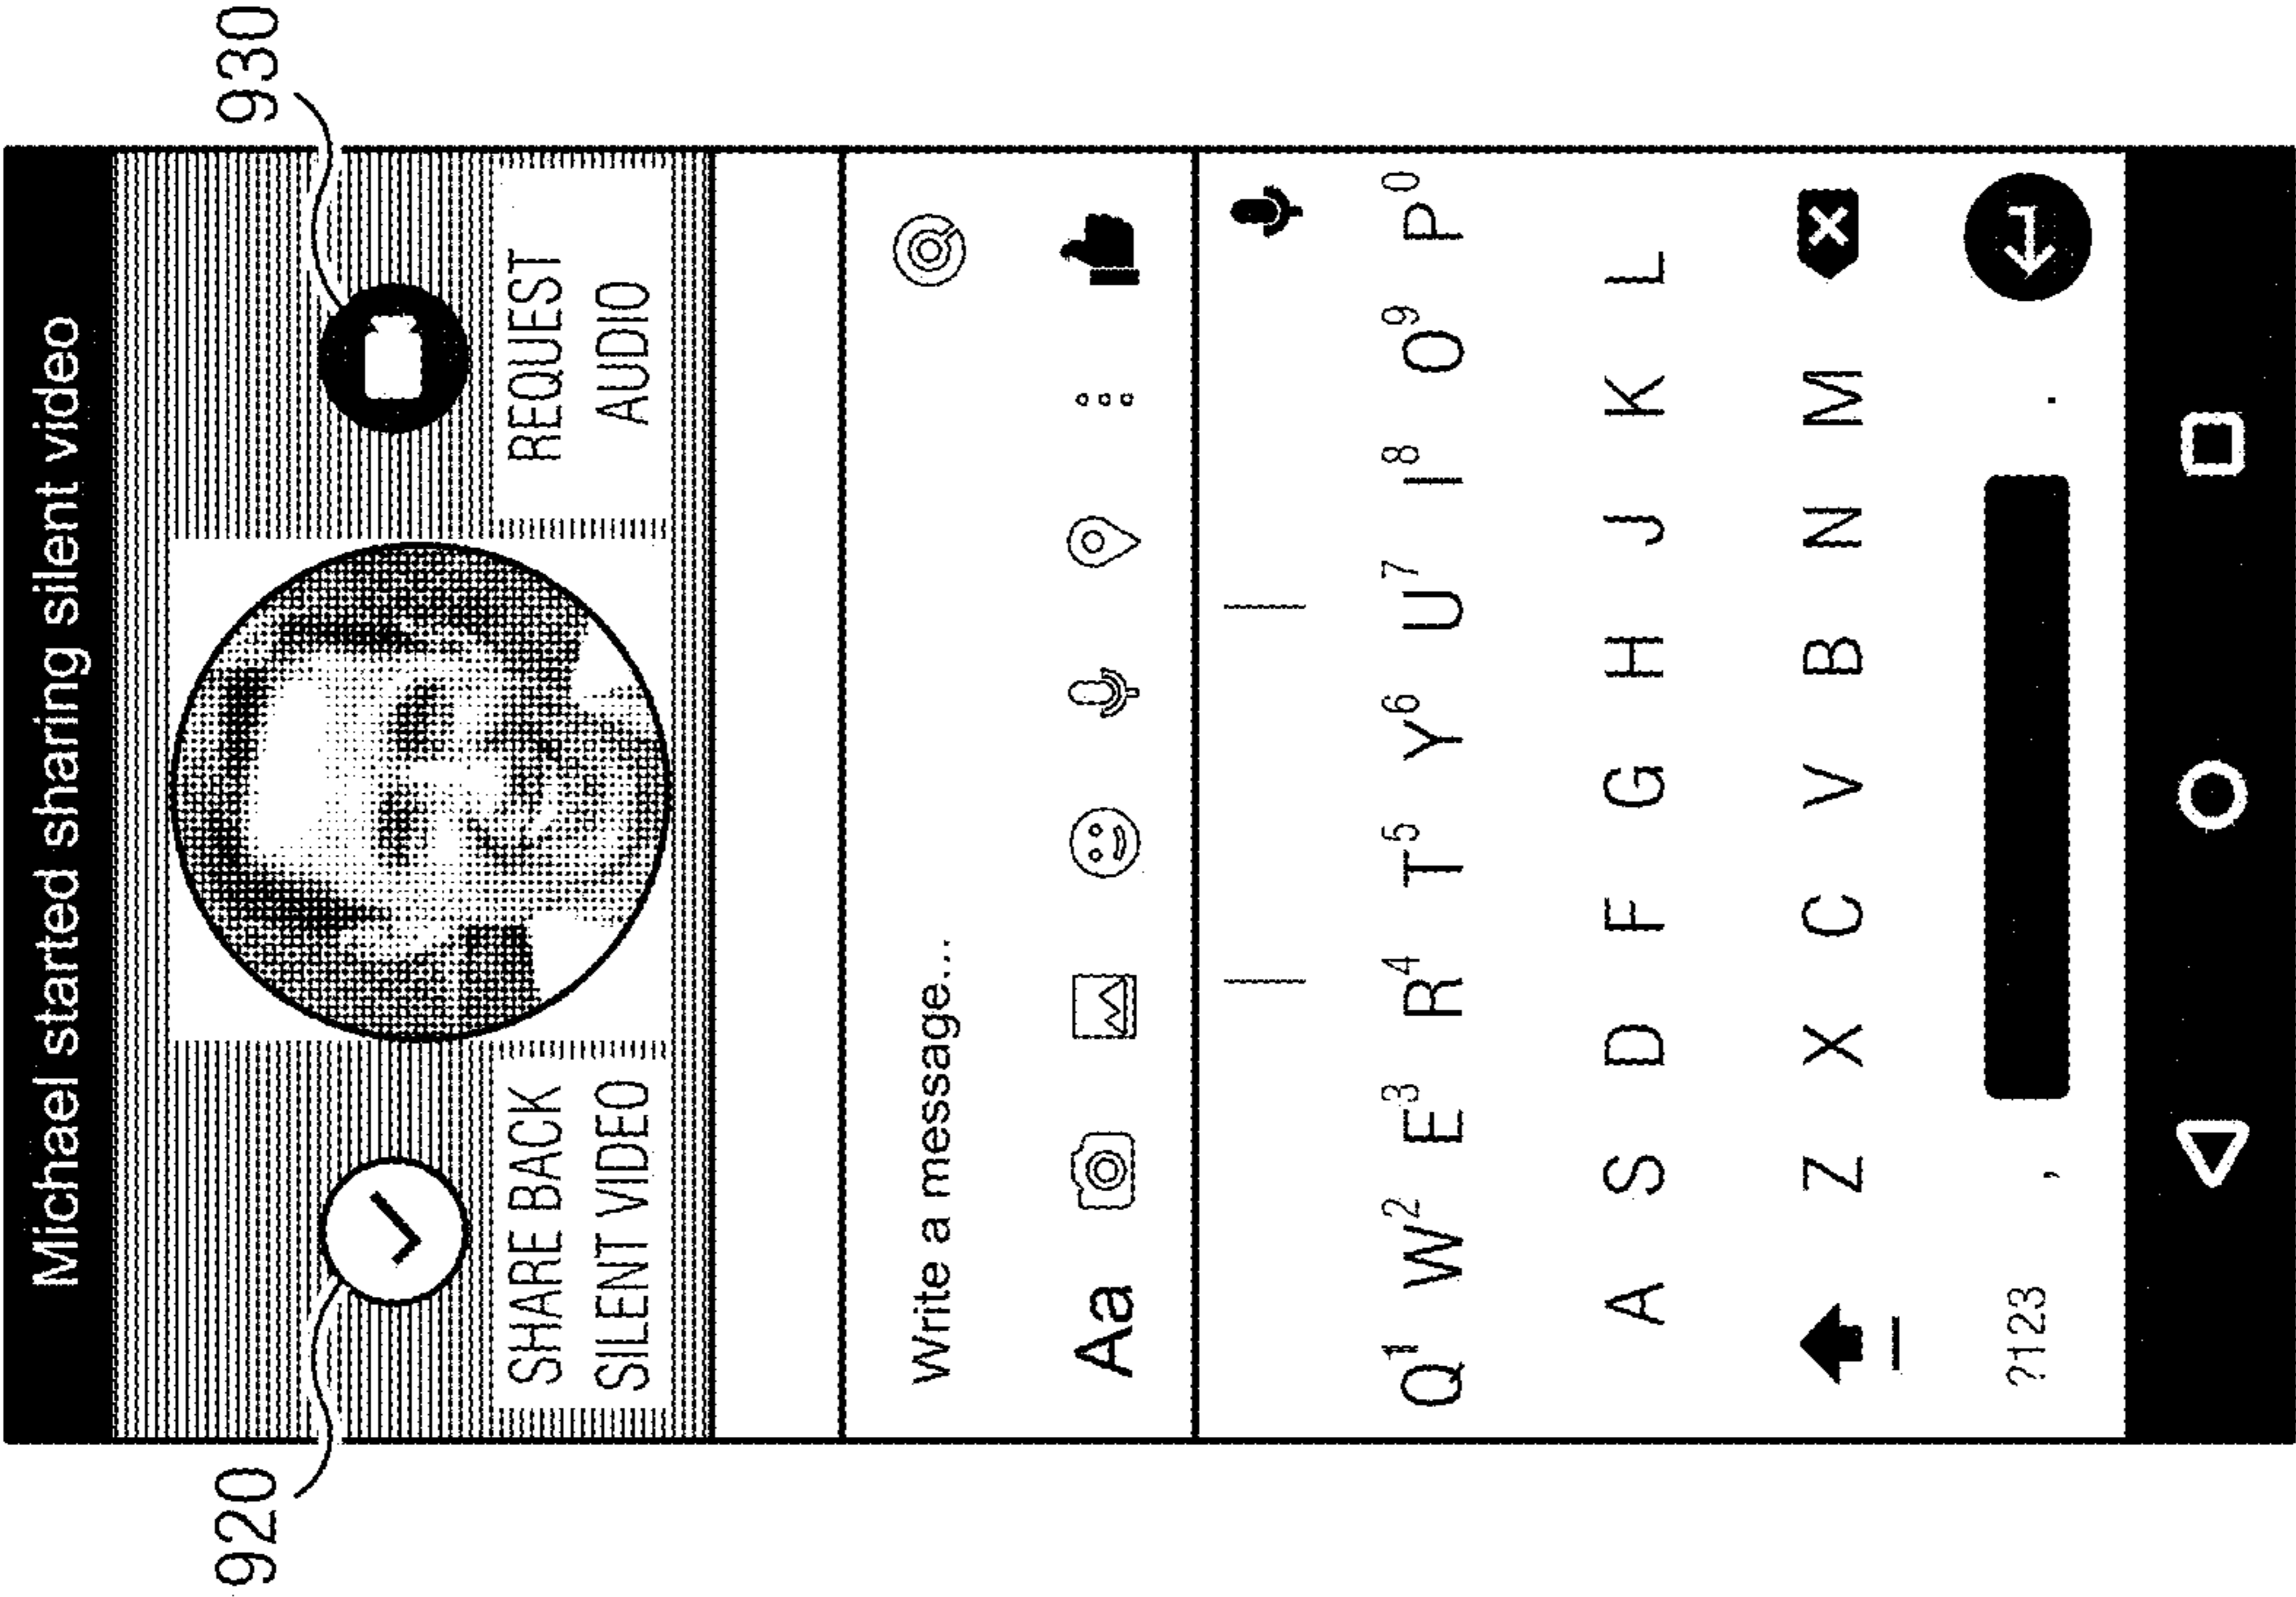 Michael started sharing silent video
920
930
SHARE BACK
SILENT VIDEO
REQUEST
AUDIO
Write a message...
Aa
Q1 W2 E3 R4 T5 Y6 U7 I8 O9 P0
A S D F G H J K L
Z X C V B N M
?123 , .